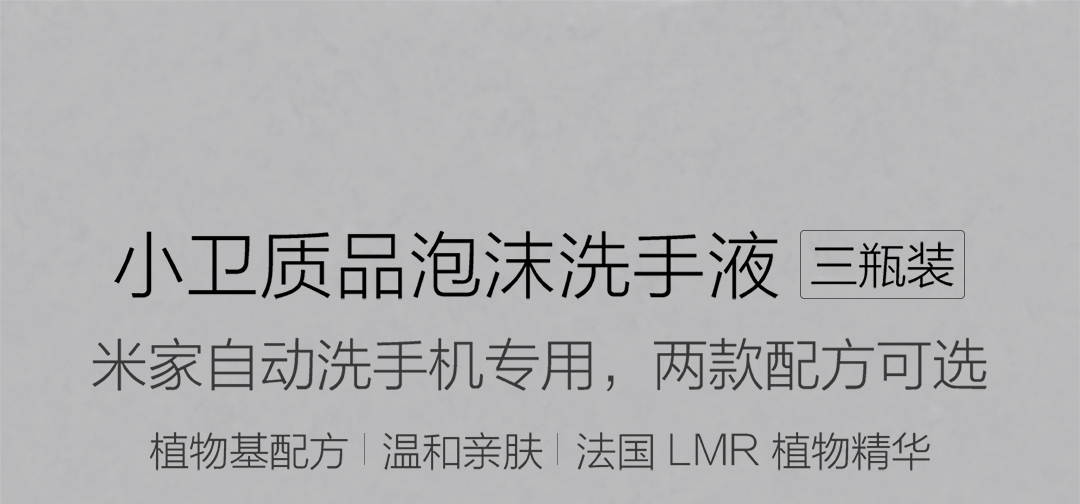 小卫质品泡沫洗手液 三瓶装
米家自动洗手机专用，两款配方可选
植物基配方 | 温和亲肤 | 法国 LMR 植物精华